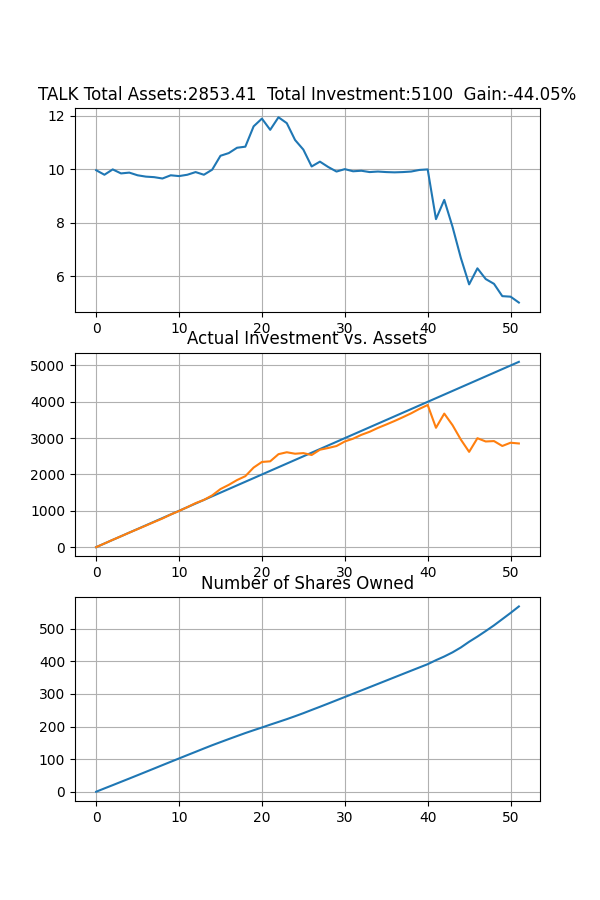 TALK Total Assets:2853.41  Total Investment:5100  Gain:-44.05%
12
10
8
6
0 10 20 30 40 50
Actual Investment vs. Assets
5000
4000
3000
2000
1000
0
0 10 20 30 40 50
Number of Shares Owned
500
400
300
200
100
0
0 10 20 30 40 50